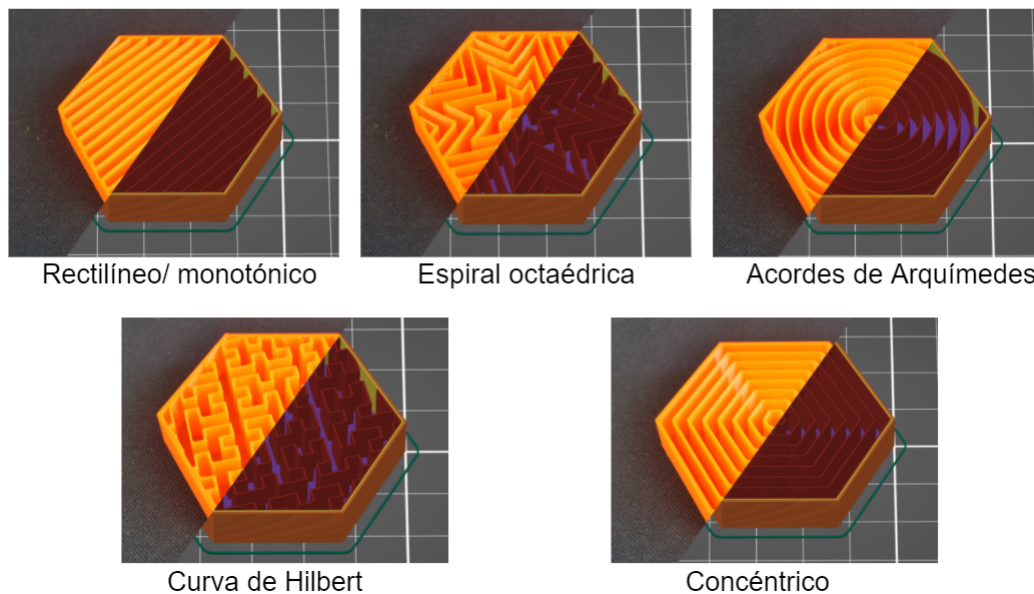 Rectilíneo/ monotónico
Espiral octaédrica
Acordes de Arquímedes
Curva de Hilbert
Concéntrico